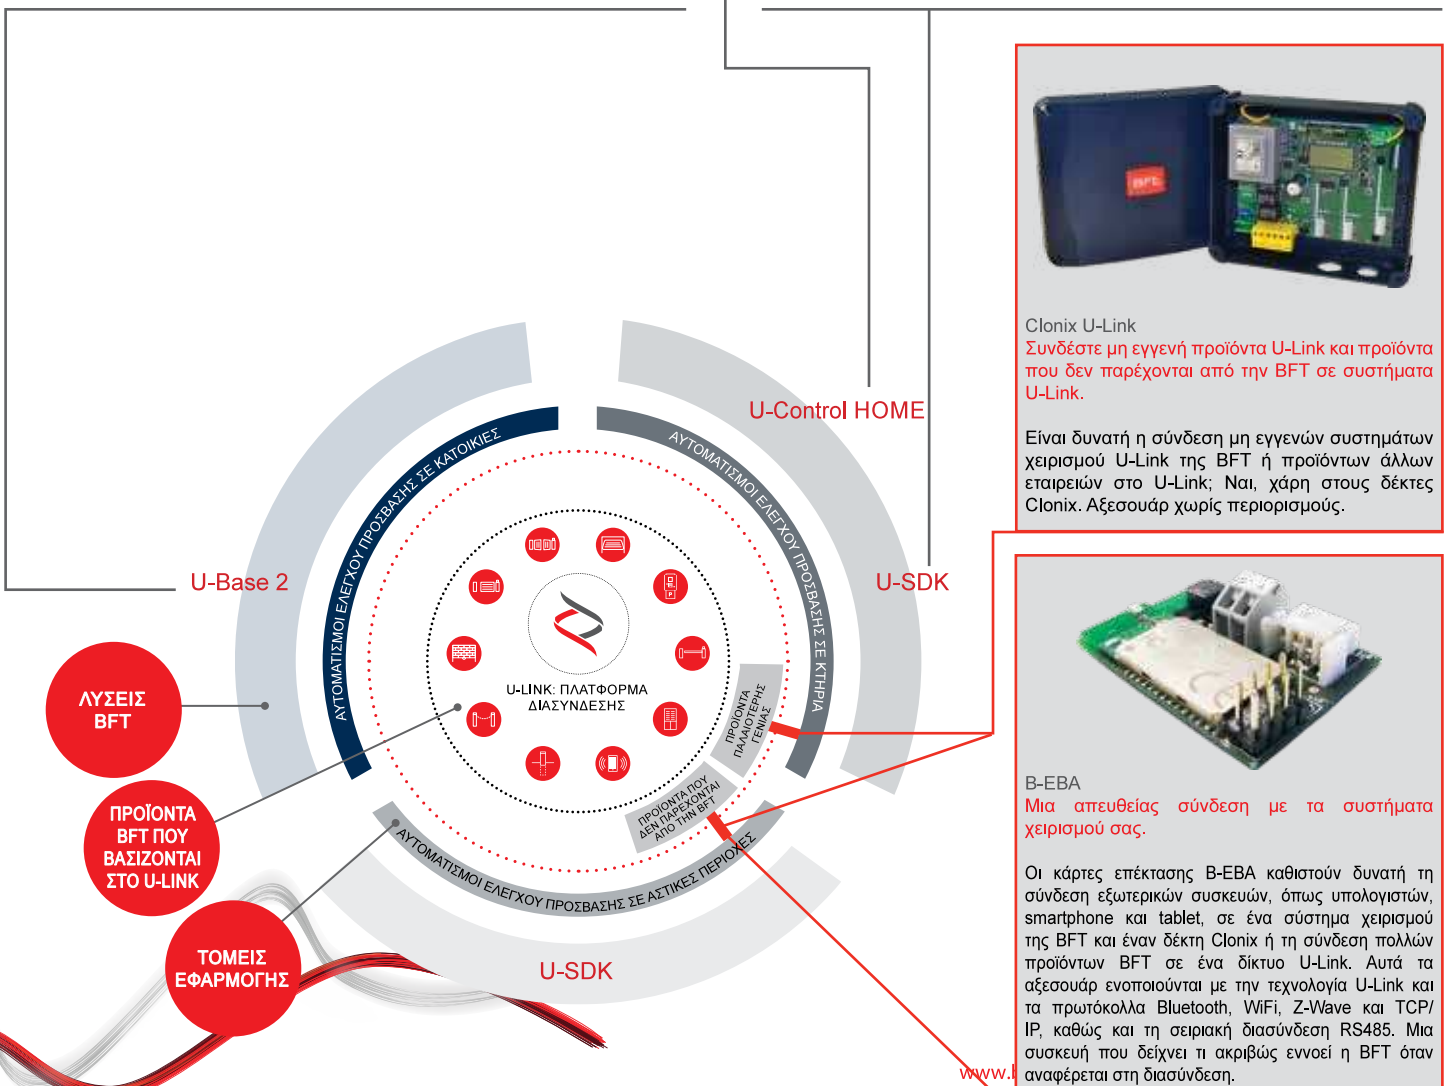 BFT
Clonix U-Link
Συνδέστε μη εγγενή προϊόντα U-Link και προϊόντα
που δεν παρέχονται από την BFT σε συστήματα
U-Link.
Είναι δυνατή η σύνδεση μη εγγενών συστημάτων
χειρισμού U-Link της BFT ή προϊόντων άλλων
εταιρειών στο U-Link; Ναι, χάρη στους δέκτες
Clonix. Αξεσουάρ χωρίς περιορισμούς.
U-Control HOME
U-Base 2
U-SDK
ΑΥΤΟΜΑΤΙΣΜΟΙ ΕΛΕΓΧΟΥ ΠΡΟΣΒΑΣΗΣ ΣΕ ΚΑΤΟΙΚΙΕΣ
ΑΥΤΟΜΑΤΙΣΜΟΙ ΕΛΕΓΧΟΥ ΠΡΟΣΒΑΣΗΣ ΣΕ ΚΤΗΡΙΑ
U-LINK: ΠΛΑΤΦΟΡΜΑ
ΔΙΑΣΥΝΔΕΣΗΣ
ΠΡΟΪΟΝΤΑ
ΠΑΛΑΙΟΤΕΡΗΣ
ΓΕΝΙΑΣ
ΠΡΟΪΟΝΤΑ ΠΟΥ
ΔΕΝ ΠΑΡΕΧΟΝΤΑΙ
ΑΠΟ ΤΗΝ BFT
ΑΥΤΟΜΑΤΙΣΜΟΙ ΕΛΕΓΧΟΥ ΠΡΟΣΒΑΣΗΣ ΣΕ ΑΣΤΙΚΕΣ ΠΕΡΙΟΧΕΣ
U-SDK
ΛΥΣΕΙΣ
BFT
ΠΡΟΪΟΝΤΑ
BFT ΠΟΥ
ΒΑΣΙΖΟΝΤΑΙ
ΣΤΟ U-LINK
ΤΟΜΕΙΣ
ΕΦΑΡΜΟΓΗΣ
B-EBA
Μια απευθείας σύνδεση με τα συστήματα
χειρισμού σας.
Οι κάρτες επέκτασης B-EBA καθιστούν δυνατή τη
σύνδεση εξωτερικών συσκευών, όπως υπολογιστών,
smartphone και tablet, σε ένα σύστημα χειρισμού
της BFT και έναν δέκτη Clonix ή τη σύνδεση πολλών
προϊόντων BFT σε ένα δίκτυο U-Link. Αυτά τα
αξεσουάρ ενοποιούνται με την τεχνολογία U-Link και
τα πρωτόκολλα Bluetooth, WiFi, Z-Wave και TCP/
IP, καθώς και τη σειριακή διασύνδεση RS485. Μια
συσκευή που δείχνει τι ακριβώς εννοεί η BFT όταν
αναφέρεται στη διασύνδεση.